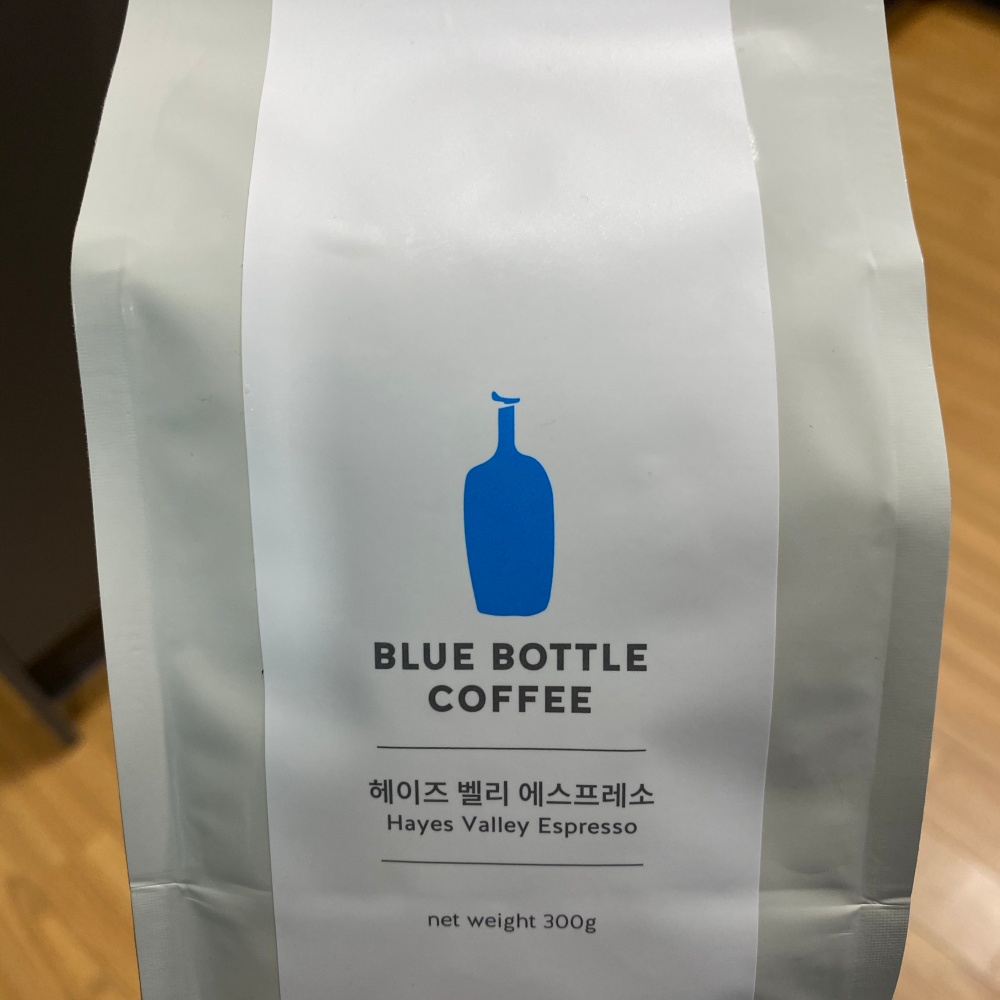 BLUE BOTTLE
COFFEE
헤이즈 벨리 에스프레소
Hayes Valley Espresso
net weight 300g